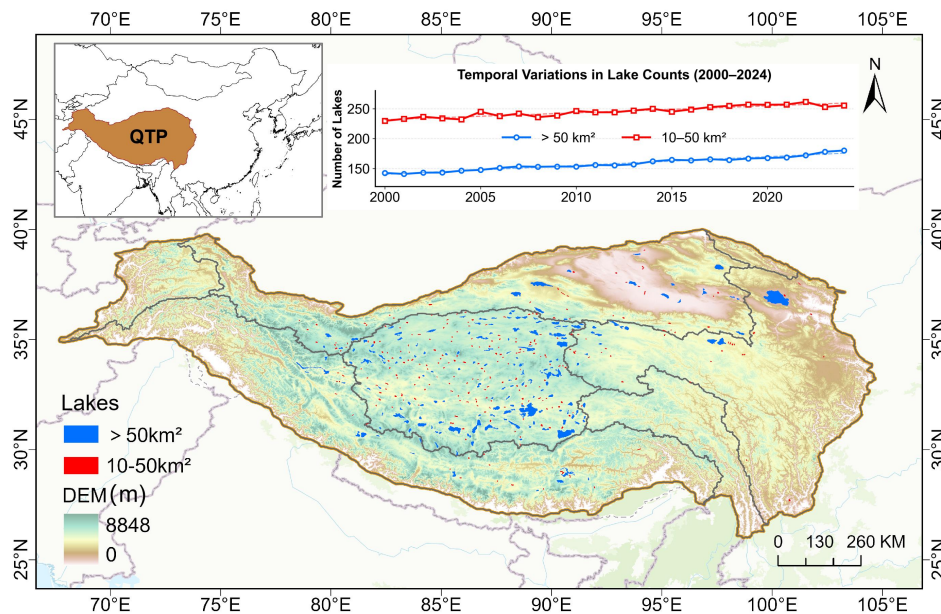 70°E 75°E 80°E 85°E 90°E 95°E 100°E 105°E
QTP
Temporal Variations in Lake Counts (2000–2024)
Number of Lakes
250
200
150
> 50 km² 10–50 km²
2000 2005 2010 2015 2020
N
45°N 45°N
40°N 40°N
35°N 35°N
30°N 30°N
25°N 25°N
Lakes
> 50km²
10-50km²
DEM(m)
8848
0
0 130 260 KM
70°E 75°E 80°E 85°E 90°E 95°E 100°E 105°E